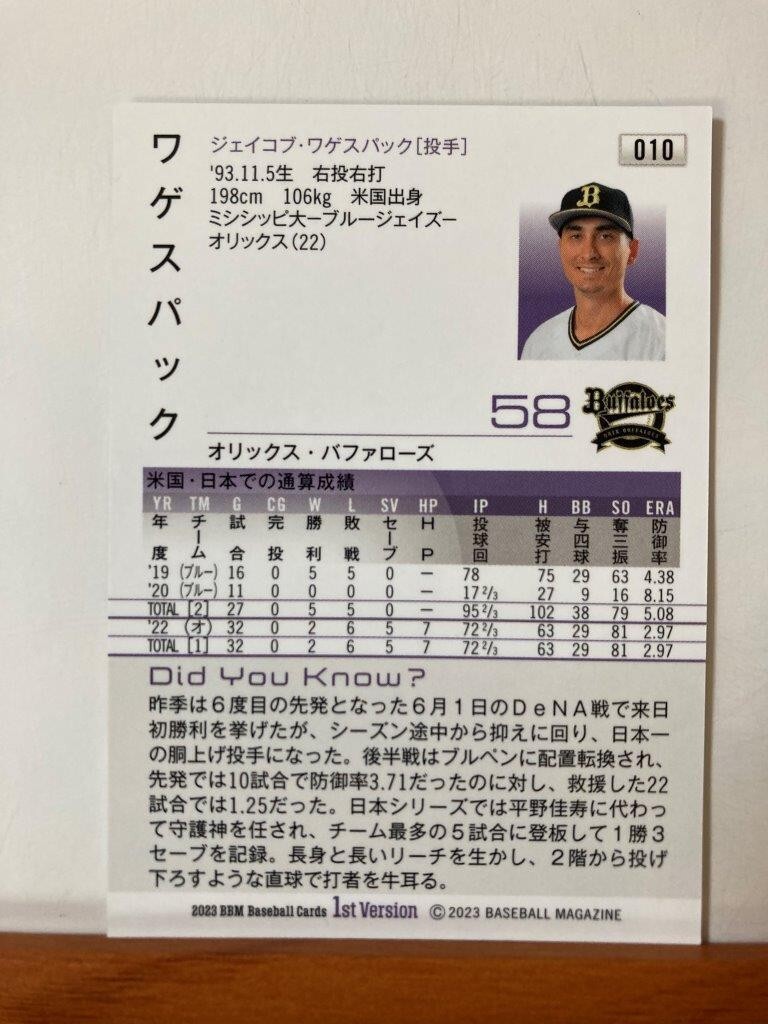 ワゲスパック
ジェイコブ・ワゲスパック[投手]
'93.11.5生 右投右打
198cm 106kg 米国出身
ミシシッピ大ーブルージェイズー
オリックス(22)
010
B
58
Buffaloes
ORIX BUFFALOES
オリックス・バファローズ
米国・日本での通算成績
YR TM G CG W L SV HP IP H BB SO ERA
年度 チーム 試合 完投 勝利 敗戦 セーブ HP 投球回 被安打 与四球 奪三振 防御率
'19 (ブルー) 16 0 5 5 0 － 78 75 29 63 4.38
'20 (ブルー) 11 0 0 0 0 － 17 2/3 27 9 16 8.15
TOTAL [2] 27 0 5 5 0 － 95 2/3 102 38 79 5.08
'22 (オ) 32 0 2 6 5 7 72 2/3 63 29 81 2.97
TOTAL [1] 32 0 2 6 5 7 72 2/3 63 29 81 2.97
Did You Know?
昨季は6度目の先発となった6月1日のDeNA戦で来日
初勝利を挙げたが、シーズン途中から抑えに回り、日本一
の胴上げ投手になった。後半戦はブルペンに配置転換され、
先発では10試合で防御率3.71だったのに対し、救援した22
試合では1.25だった。日本シリーズでは平野佳寿に代わっ
て守護神を任され、チーム最多の5試合に登板して1勝3
セーブを記録。長身と長いリーチを生かし、2階から投げ
下ろすような直球で打者を牛耳る。
2023 BBM Baseball Cards 1st Version ©2023 BASEBALL MAGAZINE